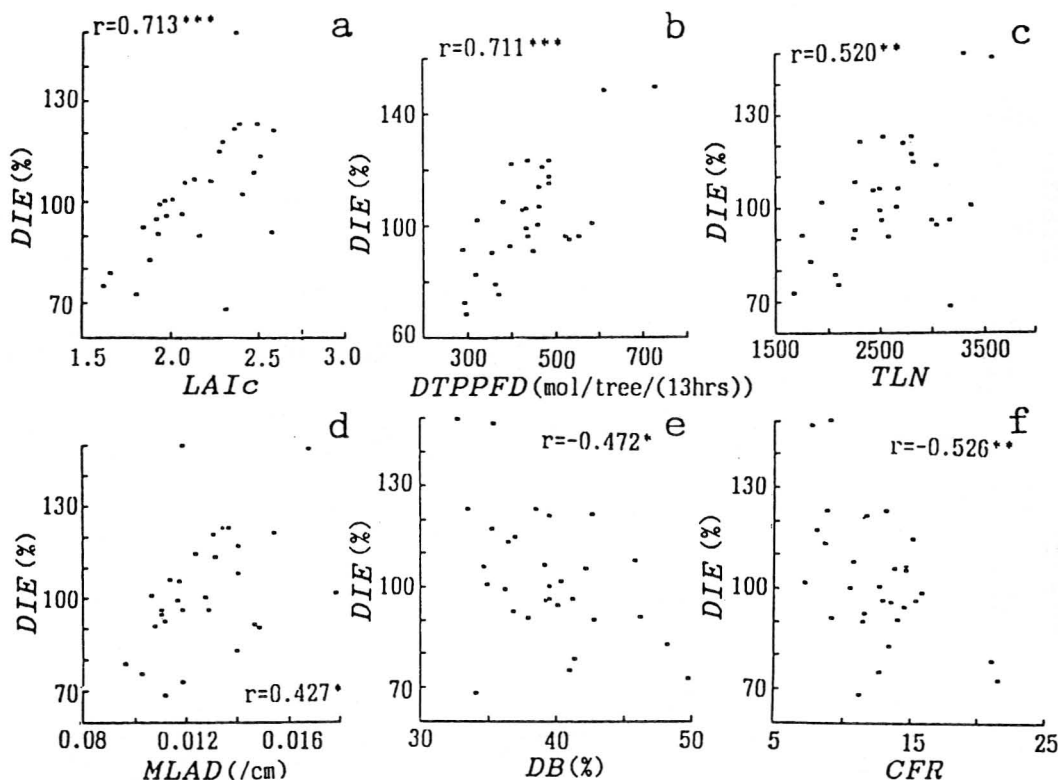 r=0.713*** a
DIE(%)
130
100
70
1.5 2.0 2.5 3.0
LAIc
r=0.711*** b
DIE(%)
140
100
60
300 500 700
DTPPFD(mol/tree/(13hrs))
r=0.520** c
DIE(%)
130
100
70
1500 2500 3500
TLN
d
DIE(%)
130
100
70
r=0.427*
0.08 0.012 0.016
MLAD(/cm)
e
r=-0.472*
DIE(%)
130
100
70
30 40 50
DB(%)
f
r=-0.526**
DIE(%)
130
100
70
5 15 25
CFR